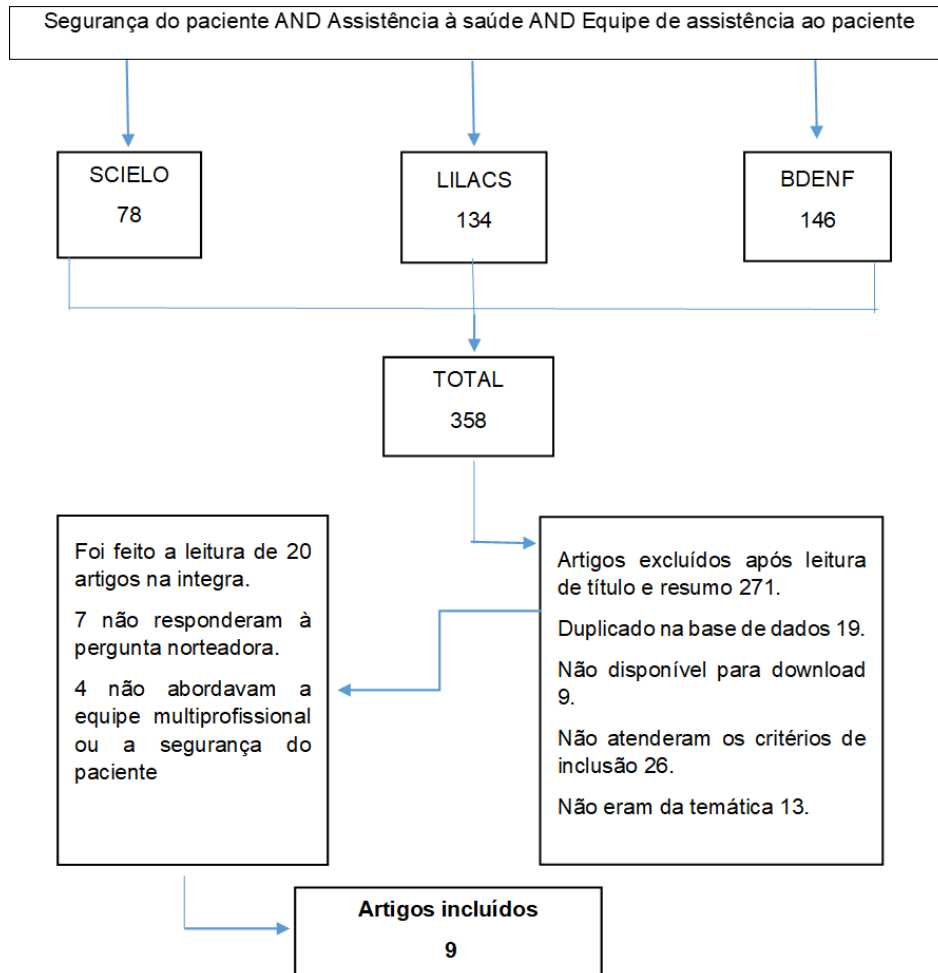 Segurança do paciente AND Assistência à saúde AND Equipe de assistência ao paciente
SCIELO
78
LILACS
134
BDENF
146
TOTAL
358
Foi feito a leitura de 20
artigos na integra.
7 não responderam à
pergunta norteadora.
4 não abordavam a
equipe multiprofissional
ou a segurança do
paciente
Artigos excluídos após leitura
de título e resumo 271.
Duplicado na base de dados 19.
Não disponível para download
9.
Não atenderam os critérios de
inclusão 26.
Não eram da temática 13.
Artigos incluídos
9